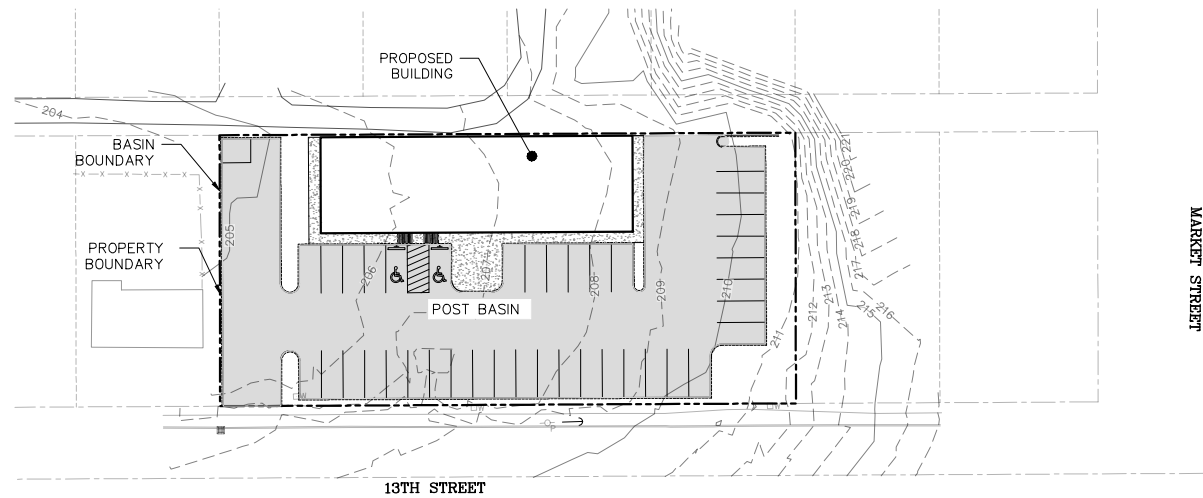 PROPOSED
BUILDING
204
BASIN
BOUNDARY
221
220
219
218
217
205
PROPERTY
BOUNDARY
206
207
208
209
210
POST BASIN
211
212
213
214
215
216
MARKET STREET
W
W
W
P
13TH STREET